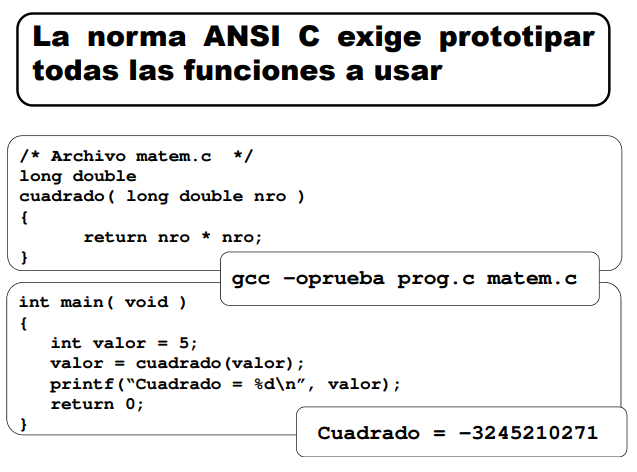 La norma ANSI C exige prototipar
todas las funciones a usar
/* Archivo matem.c  */
long double
cuadrado( long double nro )
{
      return nro * nro;
}
gcc –oprueba prog.c matem.c
int main( void )
{
   int valor = 5;
   valor = cuadrado(valor);
   printf(“Cuadrado = %d\n”, valor);
   return 0;
}
Cuadrado = –3245210271